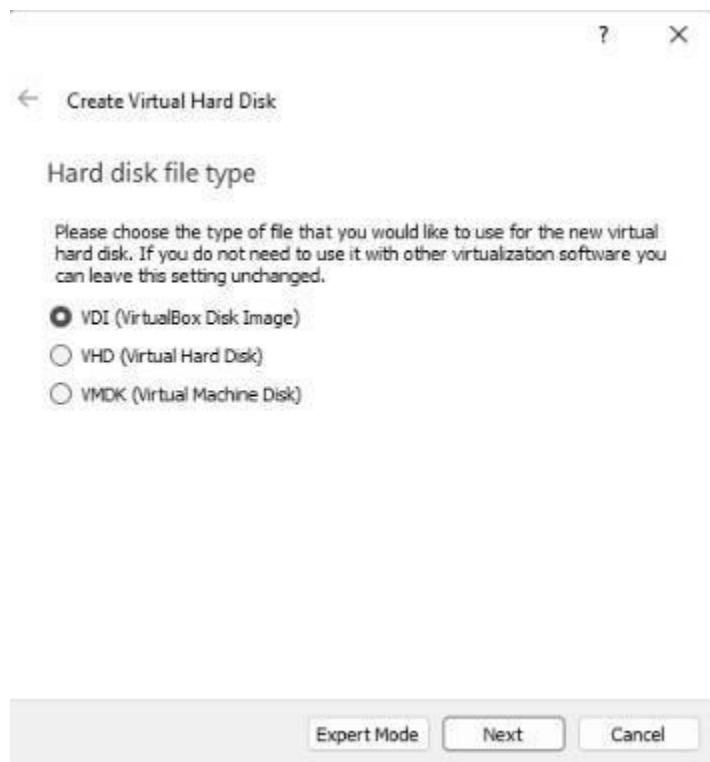 ?
Create Virtual Hard Disk
Hard disk file type
Please choose the type of file that you would like to use for the new virtual
hard disk. If you do not need to use it with other virtualization software you
can leave this setting unchanged.
VDI (VirtualBox Disk Image)
VHD (Virtual Hard Disk)
VMDK (Virtual Machine Disk)
Expert Mode Next Cancel